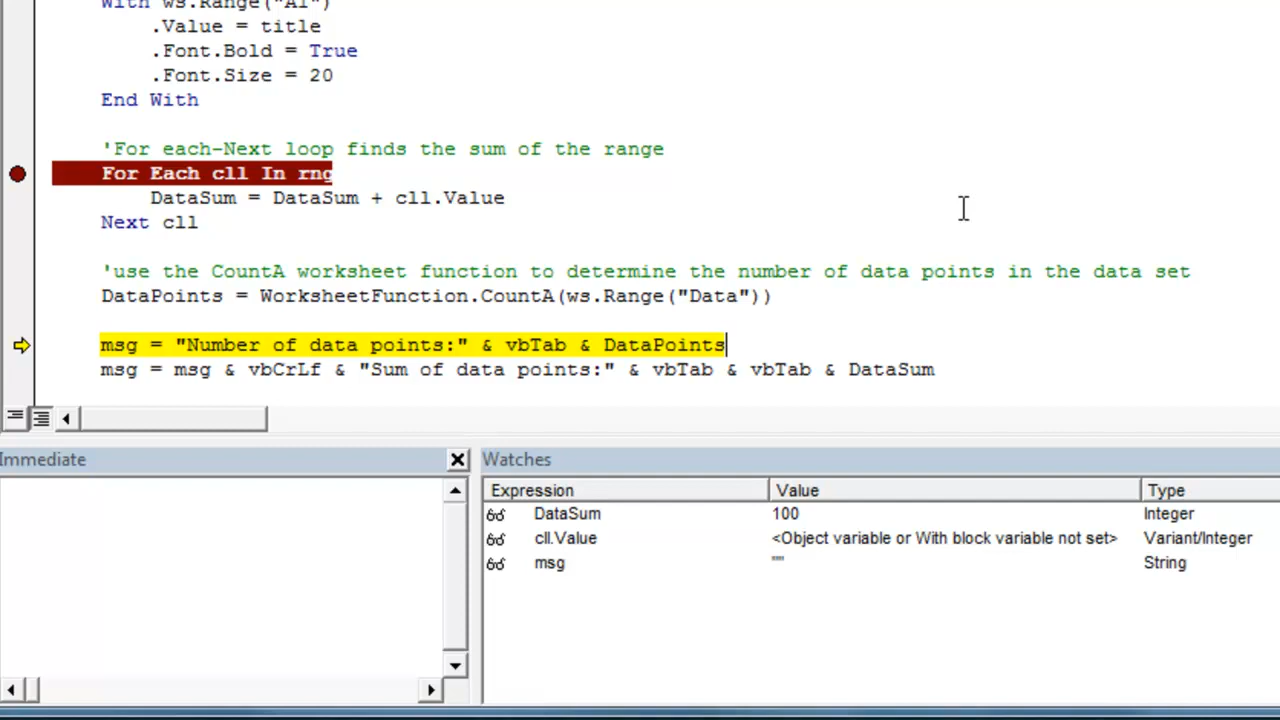 With ws.Range("A1")
.Value = title
.Font.Bold = True
.Font.Size = 20
End With
'For each-Next loop finds the sum of the range
For Each cll In rng
DataSum = DataSum + cll.Value
Next cll
'use the CountA worksheet function to determine the number of data points in the data set
DataPoints = WorksheetFunction.CountA(ws.Range("Data"))
msg = "Number of data points:" & vbTab & DataPoints
msg = msg & vbCrLf & "Sum of data points:" & vbTab & vbTab & DataSum
Immediate
Watches
Expression Value Type
DataSum 100 Integer
cll.Value <Object variable or With block variable not set> Variant/Integer
msg "" String